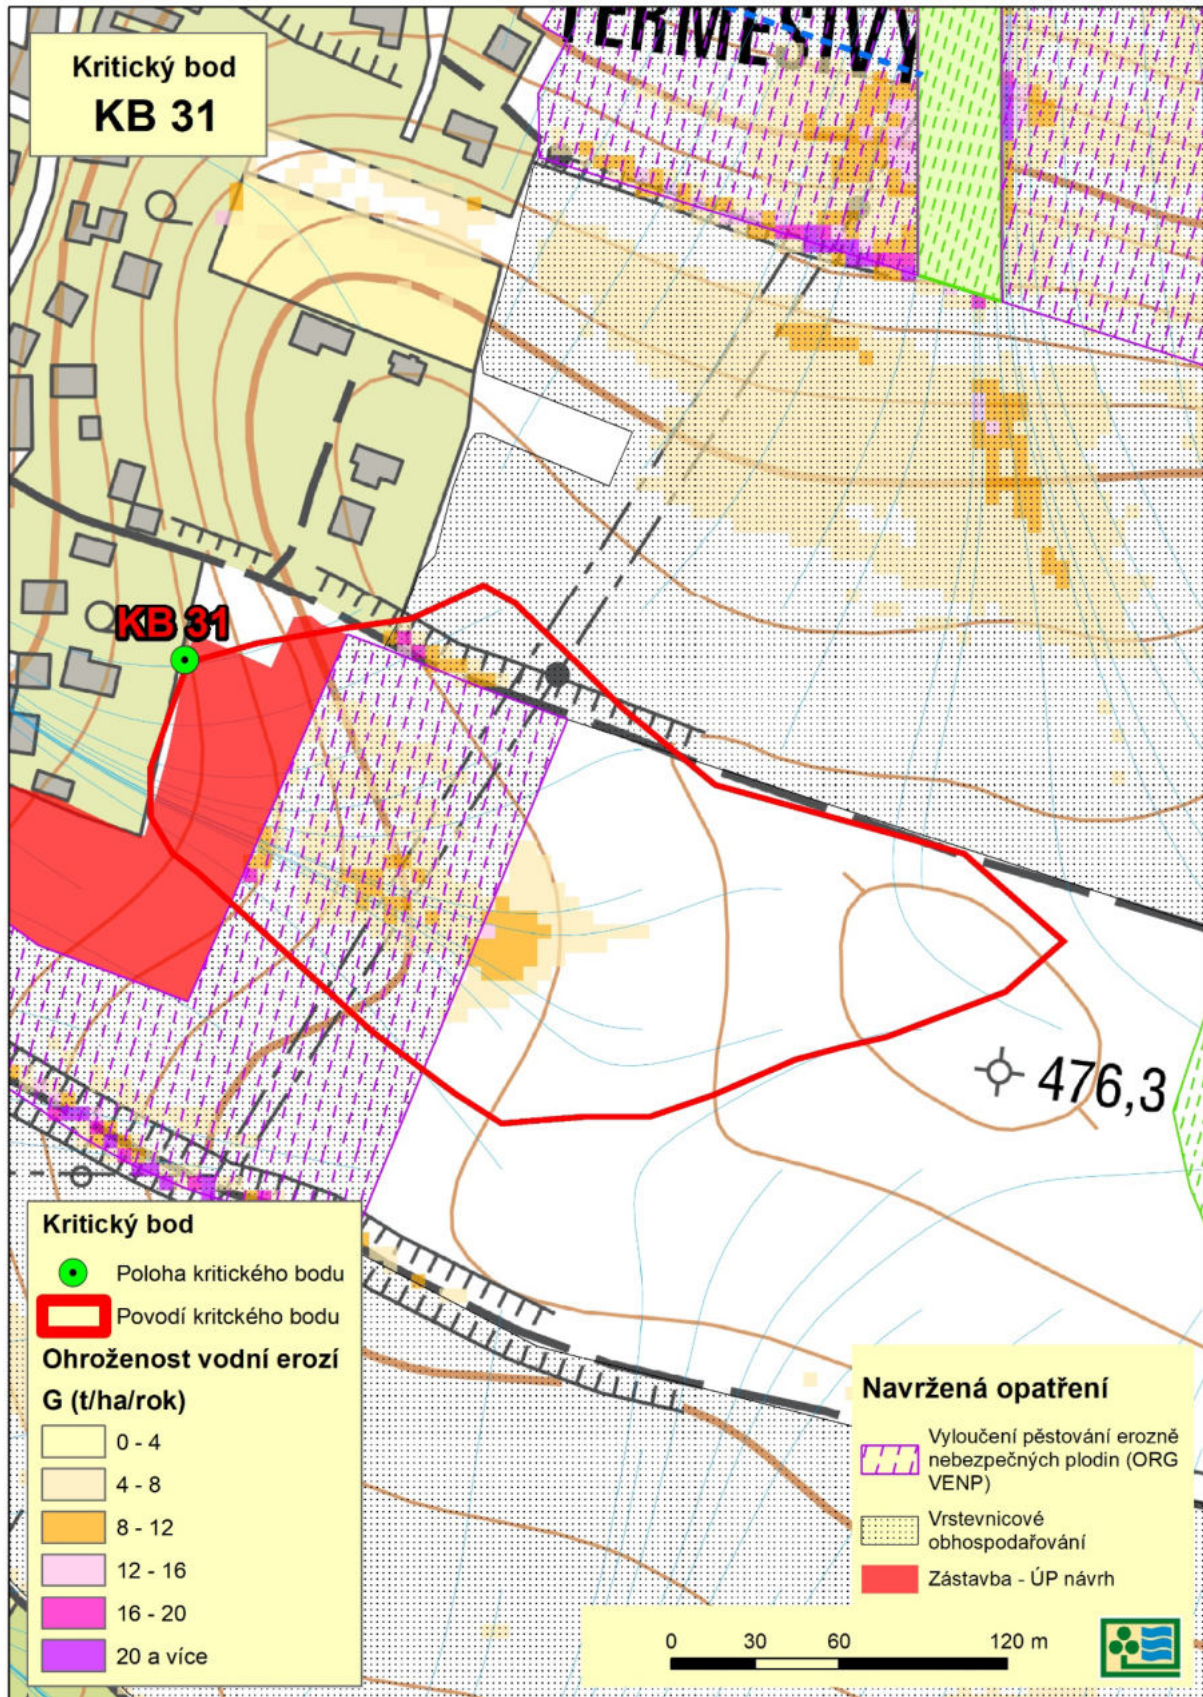 Kritický bod
KB 31
TERMESIVY
KB 31
476,3
Kritický bod
Poloha kritického bodu
Povodí kritckého bodu
Ohroženost vodní erozí
G (t/ha/rok)
0 - 4
4 - 8
8 - 12
12 - 16
16 - 20
20 a více
Navržená opatření
Vyloučení pěstování erozně
nebezpečných plodin (ORG
VENP)
Vrstevnicové
obhospodařování
Zástavba - ÚP návrh
0 30 60 120 m